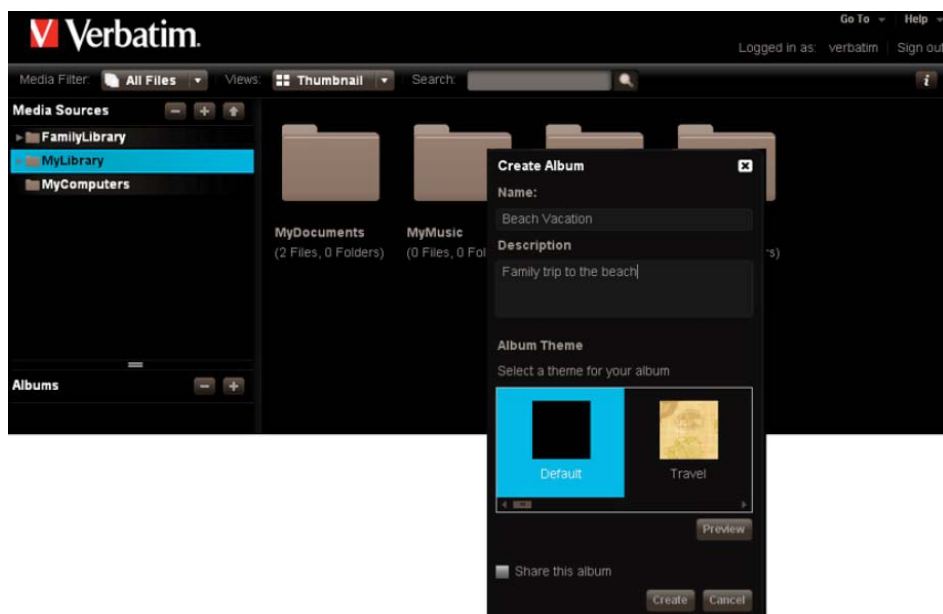 Verbatim.
Go To Help
Logged in as: verbatim Sign out
Media Filter: All Files Views: Thumbnail Search: i
Media Sources
FamilyLibrary
MyLibrary
MyComputers
MyDocuments
(2 Files, 0 Folders)
MyMusic
(0 Files, 0 Fol
s)
Albums
Create Album
Name:
Beach Vacation
Description
Family trip to the beach
Album Theme
Select a theme for your album
Default Travel
Preview
Share this album
Create Cancel